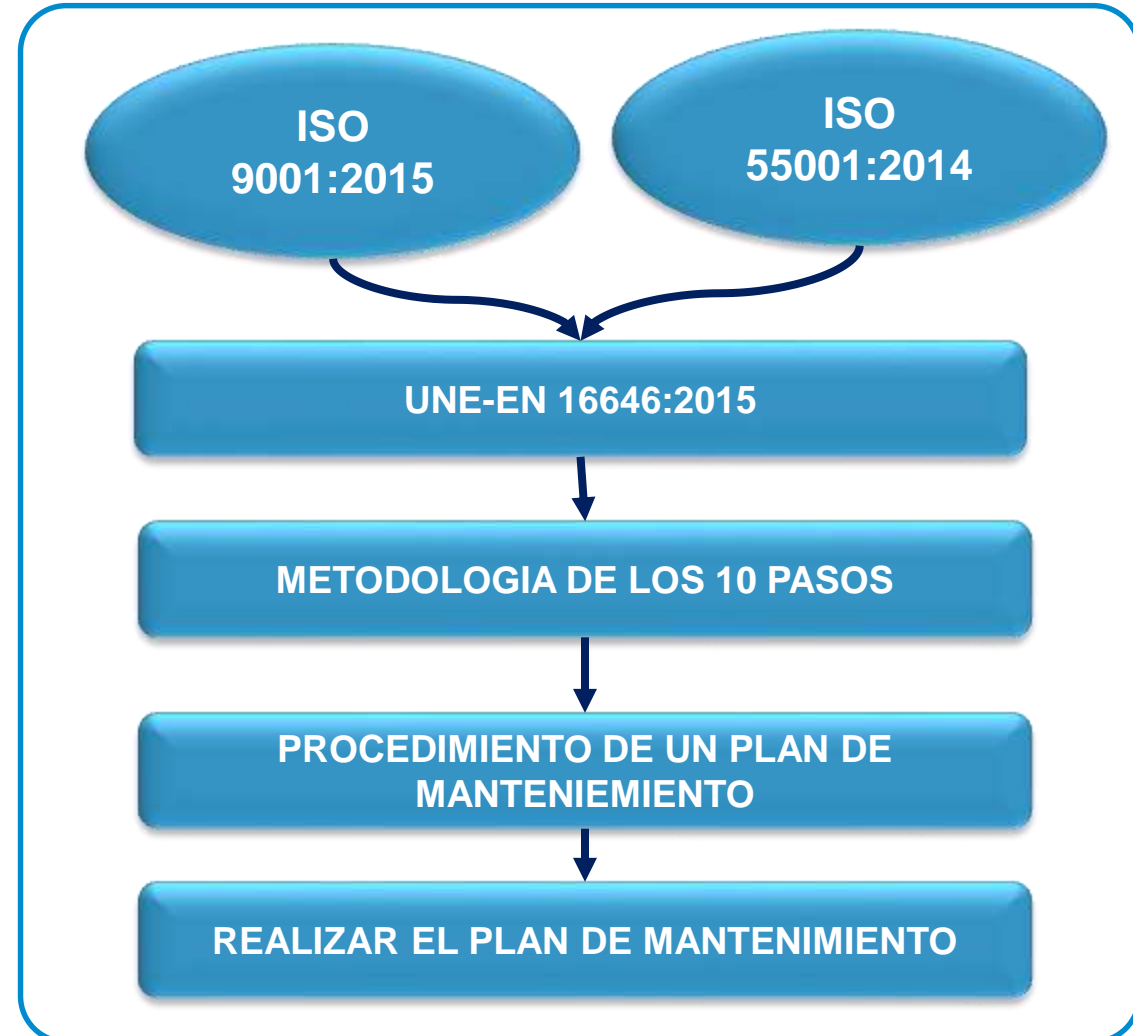 ISO
9001:2015
ISO
55001:2014
UNE-EN 16646:2015
METODOLOGIA DE LOS 10 PASOS
PROCEDIMIENTO DE UN PLAN DE
MANTENIEMIENTO
REALIZAR EL PLAN DE MANTENIMIENTO